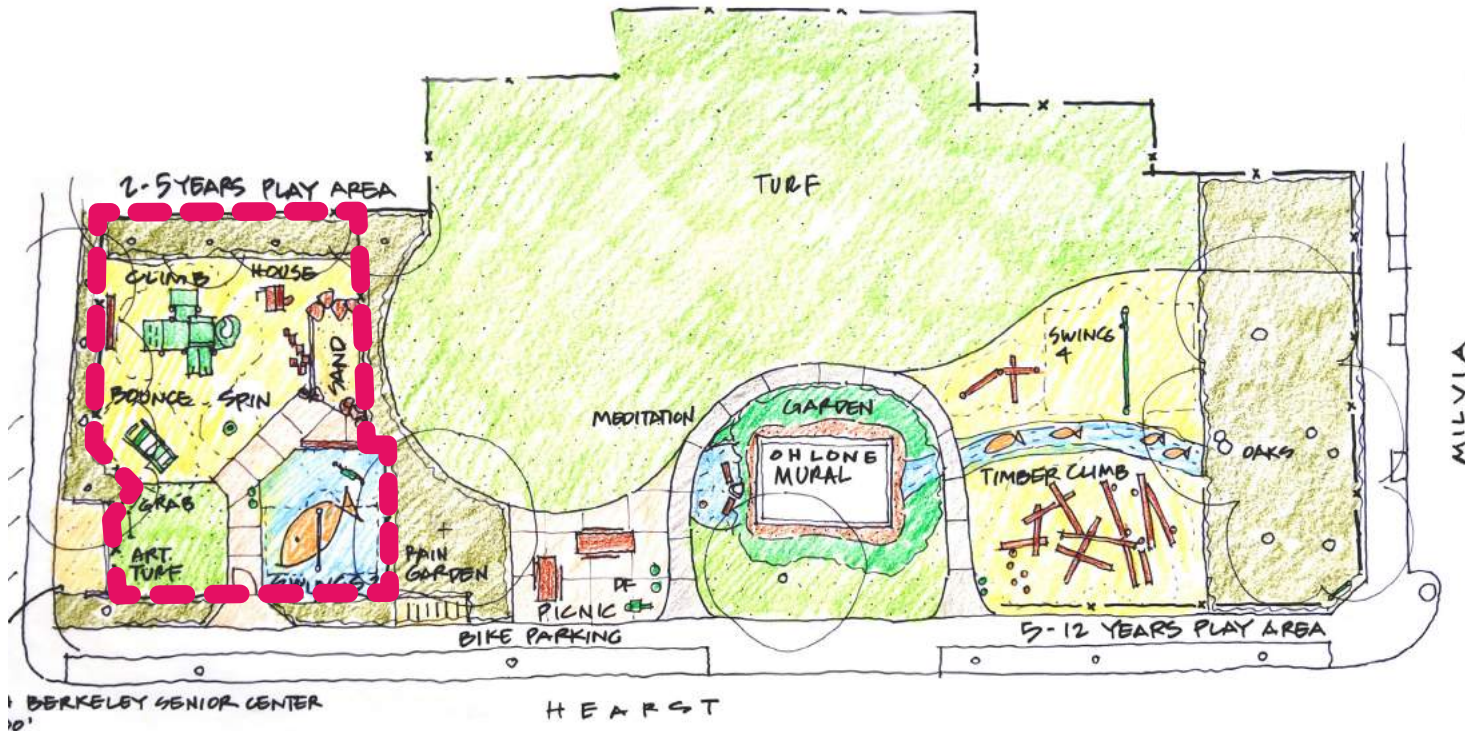 2-5 YEARS PLAY AREA
TURF
CLIMB
HOUSE
SAND
BOUNCE
SPIN
GRAB
ART.
TURF
RAIN
GARDEN
MEDITATION
GARDEN
OHLONE
MURAL
SWINGS
4
TIMBER CLIMB
OAKS
MILVIA
DF
PICNIC
BIKE PARKING
5-12 YEARS PLAY AREA
BERKELEY SENIOR CENTER
HEARST